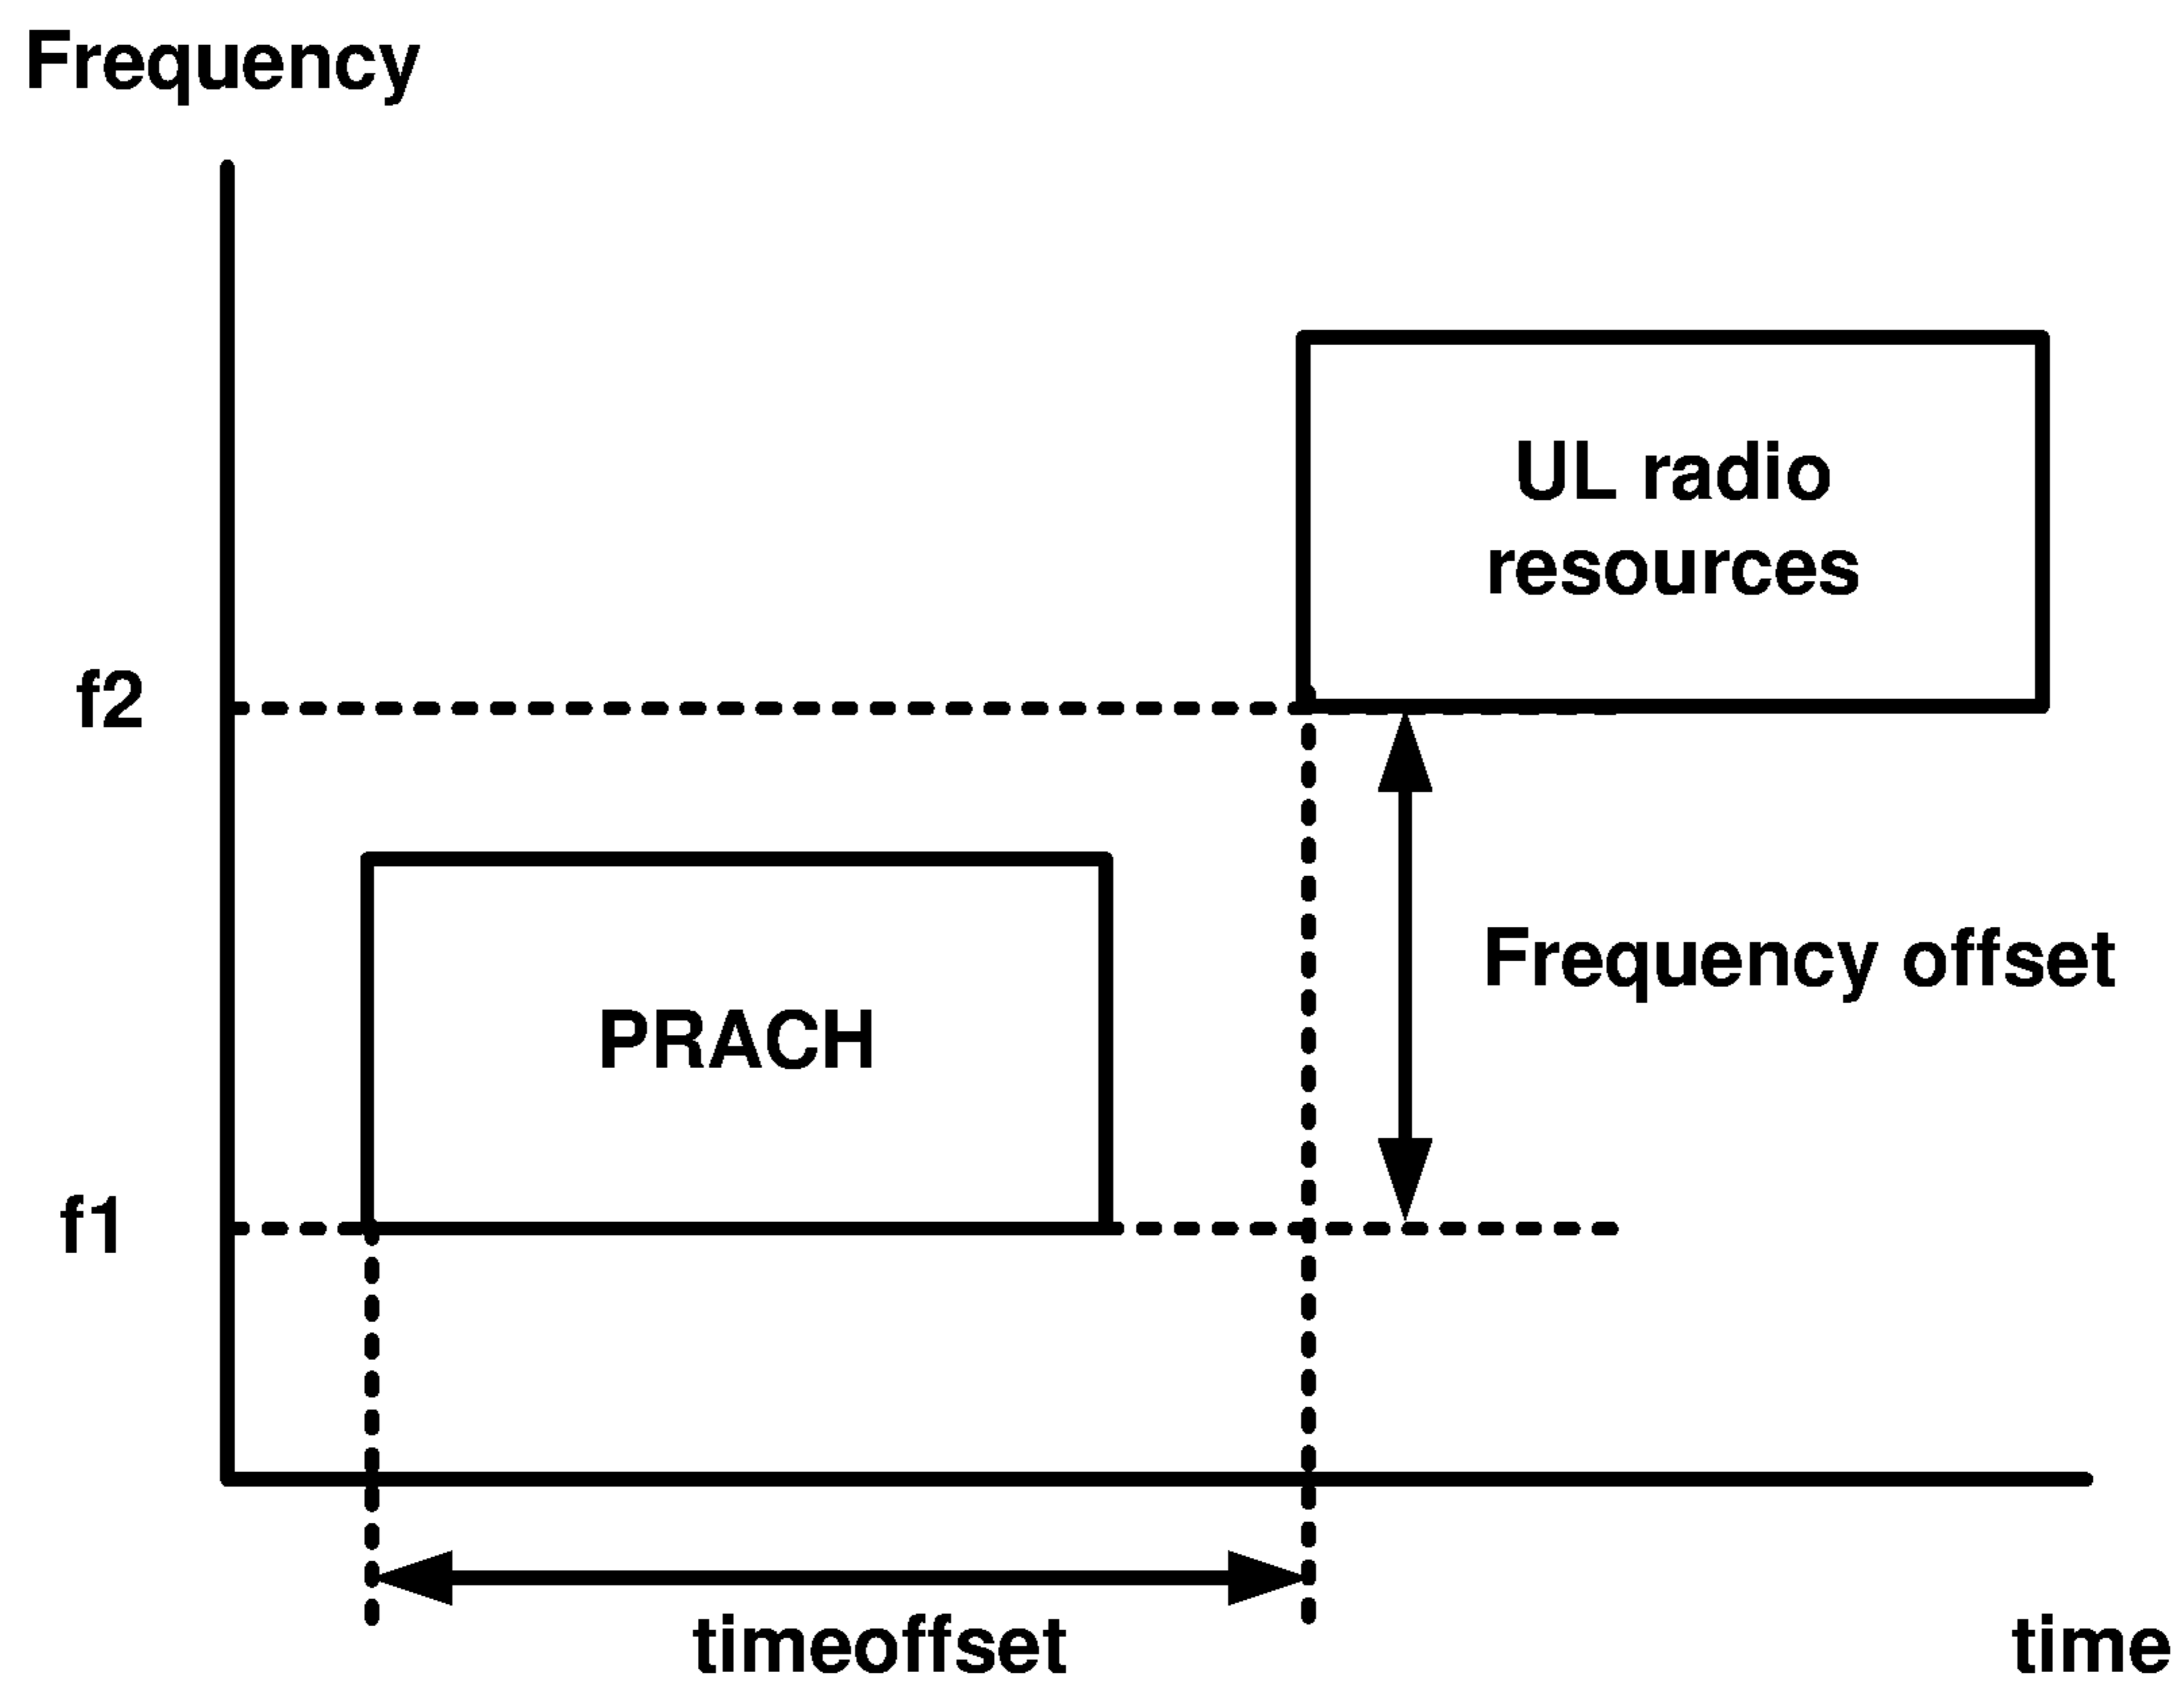 Frequency
UL radio
resources
f2
Frequency offset
PRACH
f1
timeoffset
time